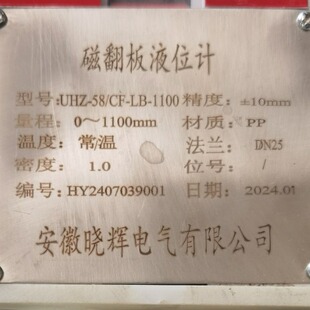 磁翻板液位计
型号:UHZ-58/CF-LB-1100 精度: ±10mm
量程: 0～1100mm 材质: PP
温度: 常温 法兰: DN25
密度: 1.0 位号: /
编号: HY2407039001 日期: 2024.01
安徽晓辉电气有限公司